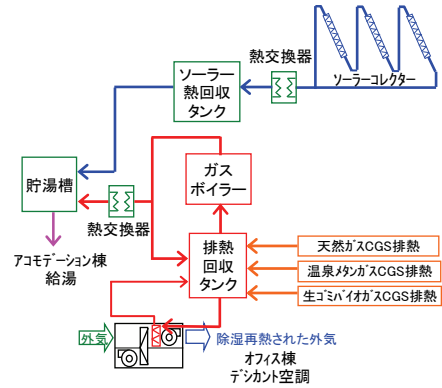 熱交換器
ソーラーコレクター
ソーラー
熱回収
タンク
ガス
ボイラー
貯湯槽
熱交換器
アコモデーション棟
給湯
排熱
回収
タンク
天然ガスCGS排熱
温泉メタンガスCGS排熱
生ゴミバイオガスCGS排熱
外気
除湿再熱された外気
オフィス棟
デシカント空調